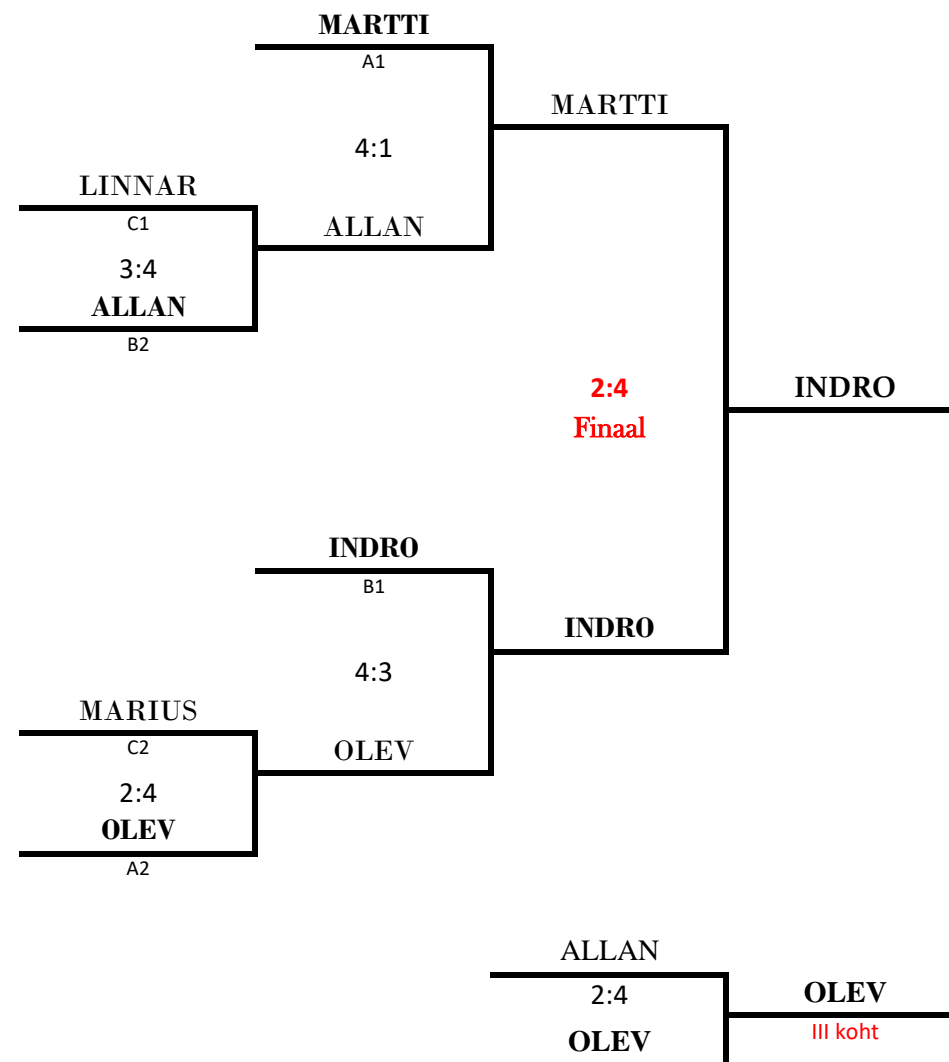 MARTTI
A1
MARTTI
4:1
LINNAR
C1
ALLAN
3:4
ALLAN
B2
2:4
Finaal
INDRO
INDRO
B1
INDRO
4:3
MARIUS
C2
OLEV
2:4
OLEV
A2
ALLAN
2:4
OLEV
OLEV
III koht